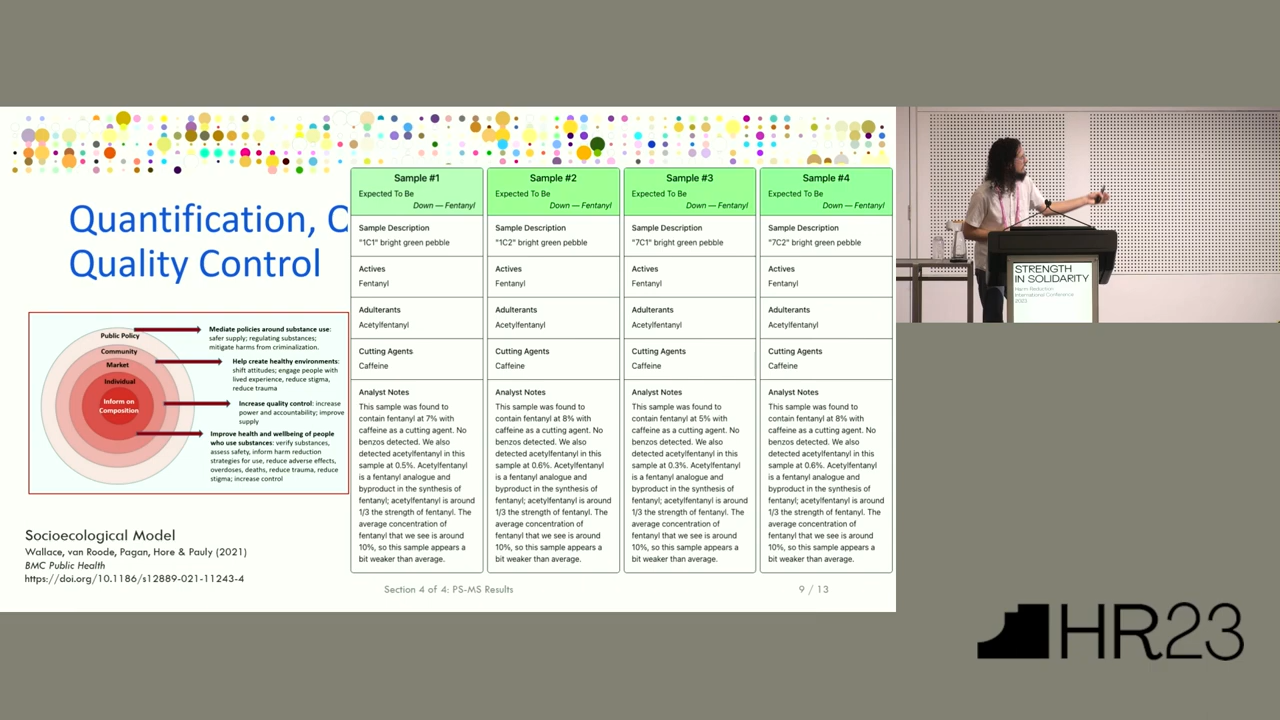 Quantification, C
Quality Control
Public Policy
Community
Market
Individual
Inform on
Composition
Mediate policies around substance use:
safer supply; regulating substances;
mitigate harms from criminalization.
Help create healthy environments:
shift attitudes; engage people with
lived experience, reduce stigma,
reduce trauma
Increase quality control: increase
power and accountability; improve
supply
Improve health and wellbeing of people
who use substances: verify substances,
assess safety, inform harm reduction
strategies for use, reduce adverse effects,
overdoses, deaths, reduce trauma, reduce
stigma; increase control
Socioecological Model
Wallace, van Roode, Pagan, Hore & Pauly (2021)
BMC Public Health
https://doi.org/10.1186/s12889-021-11243-4
Sample #1
Expected To Be
Down — Fentanyl
Sample Description
"1C1" bright green pebble
Actives
Fentanyl
Adulterants
Acetylfentanyl
Cutting Agents
Caffeine
Analyst Notes
This sample was found to
contain fentanyl at 7% with
caffeine as a cutting agent. No
benzos detected. We also
detected acetylfentanyl in this
sample at 0.5%. Acetylfentanyl
is a fentanyl analogue and
byproduct in the synthesis of
fentanyl; acetylfentanyl is around
1/3 the strength of fentanyl. The
average concentration of
fentanyl that we see is around
10%, so this sample appears a
bit weaker than average.
Sample #2
Expected To Be
Down — Fentanyl
Sample Description
"1C2" bright green pebble
Actives
Fentanyl
Adulterants
Acetylfentanyl
Cutting Agents
Caffeine
Analyst Notes
This sample was found to
contain fentanyl at 8% with
caffeine as a cutting agent. No
benzos detected. We also
detected acetylfentanyl in this
sample at 0.6%. Acetylfentanyl
is a fentanyl analogue and
byproduct in the synthesis of
fentanyl; acetylfentanyl is around
1/3 the strength of fentanyl. The
average concentration of
fentanyl that we see is around
10%, so this sample appears a
bit weaker than average.
Sample #3
Expected To Be
Down — Fentanyl
Sample Description
"7C1" bright green pebble
Actives
Fentanyl
Adulterants
Acetylfentanyl
Cutting Agents
Caffeine
Analyst Notes
This sample was found to
contain fentanyl at 5% with
caffeine as a cutting agent. No
benzos detected. We also
detected acetylfentanyl in this
sample at 0.3%. Acetylfentanyl
is a fentanyl analogue and
byproduct in the synthesis of
fentanyl; acetylfentanyl is around
1/3 the strength of fentanyl. The
average concentration of
fentanyl that we see is around
10%, so this sample appears a
bit weaker than average.
Sample #4
Expected To Be
Down — Fentanyl
Sample Description
"7C2" bright green pebble
Actives
Fentanyl
Adulterants
Acetylfentanyl
Cutting Agents
Caffeine
Analyst Notes
This sample was found to
contain fentanyl at 8% with
caffeine as a cutting agent. No
benzos detected. We also
detected acetylfentanyl in this
sample at 0.6%. Acetylfentanyl
is a fentanyl analogue and
byproduct in the synthesis of
fentanyl; acetylfentanyl is around
1/3 the strength of fentanyl. The
average concentration of
fentanyl that we see is around
10%, so this sample appears a
bit weaker than average.
Section 4 of 4: PS-MS Results
9 / 13
STRENGTH
IN SOLIDARITY
Harm Reduction
International Conference
2023
HR23